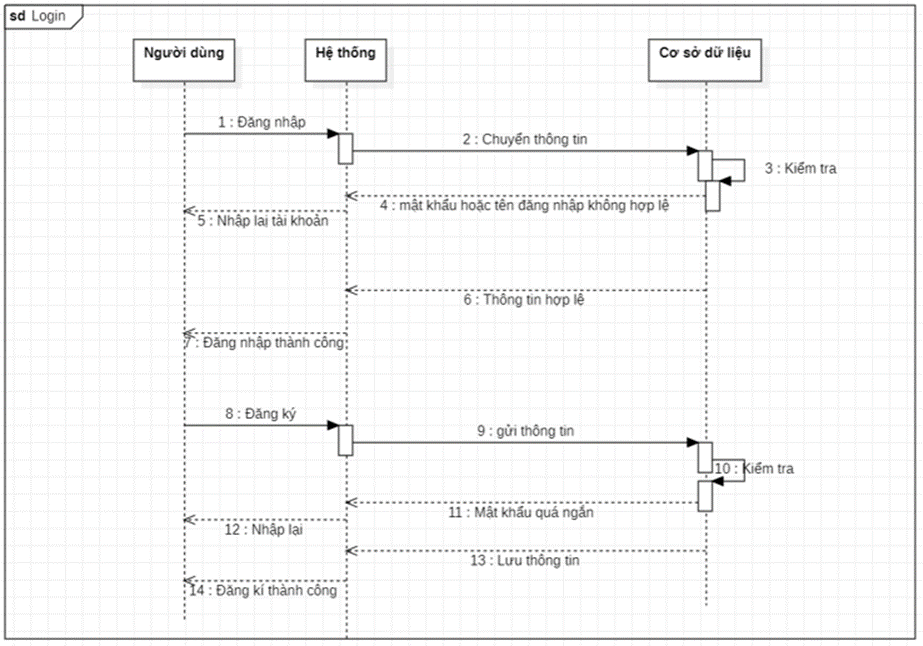 sd Login
Người dùng
Hệ thống
Cơ sở dữ liệu
1 : Đăng nhập
2 : Chuyển thông tin
3 : Kiểm tra
4 : mật khẩu hoặc tên đăng nhập không hợp lệ
5 : Nhập lại tài khoản
6 : Thông tin hợp lệ
7 : Đăng nhập thành công
8 : Đăng ký
9 : gửi thông tin
10 : Kiểm tra
11 : Mật khẩu quá ngắn
12 : Nhập lại
13 : Lưu thông tin
14 : Đăng kí thành công